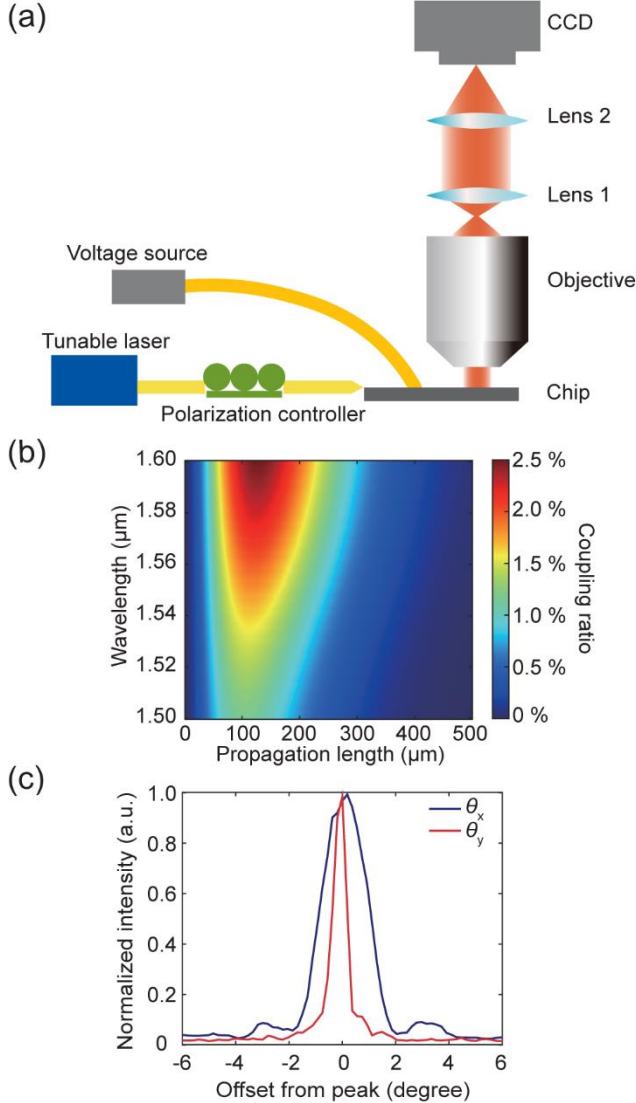 (a)
CCD
Lens 2
Lens 1
Voltage source
Objective
Tunable laser
Chip
Polarization controller
(b)
1.60
1.58
1.56
1.54
1.52
1.50
Wavelength (μm)
0 100 200 300 400 500
Propagation length (μm)
2.5 %
2.0 %
1.5 %
1.0 %
0.5 %
0 %
Coupling ratio
(c)
1.0
0.8
0.6
0.4
0.2
0
Normalized intensity (a.u.)
θx
θy
-6 -4 -2 0 2 4 6
Offset from peak (degree)